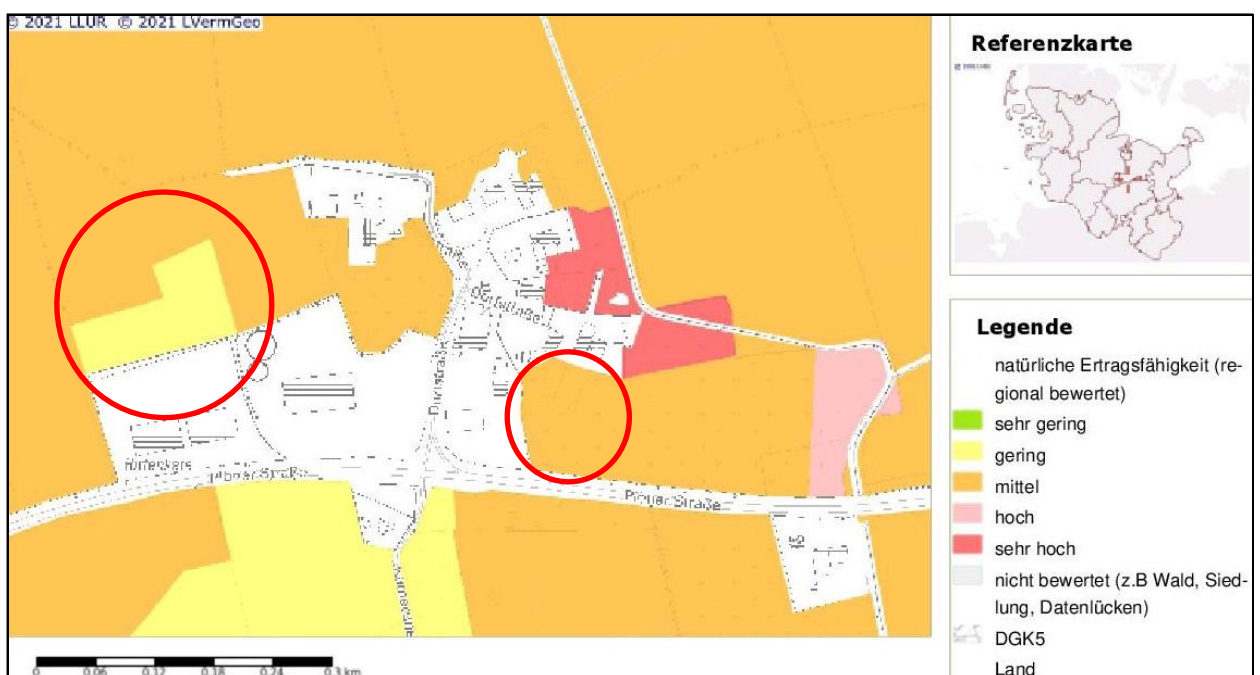 © 2021 LLUR © 2021 LVermGeo
Dorfstraße
Dorfstraße
Plöner Straße
Plöner Straße
0 0,06 0,12 0,18 0,24 0,3 km
Referenzkarte
Legende
natürliche Ertragsfähigkeit (re-
gional bewertet)
sehr gering
gering
mittel
hoch
sehr hoch
nicht bewertet (z.B Wald, Sied-
lung, Datenlücken)
DGK5
Land